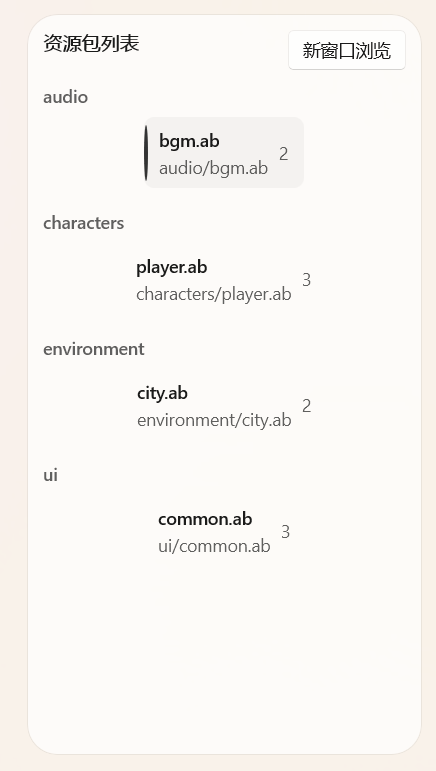 资源包列表
新窗口浏览
audio
bgm.ab
audio/bgm.ab
2
characters
player.ab
characters/player.ab
3
environment
city.ab
environment/city.ab
2
ui
common.ab
ui/common.ab
3